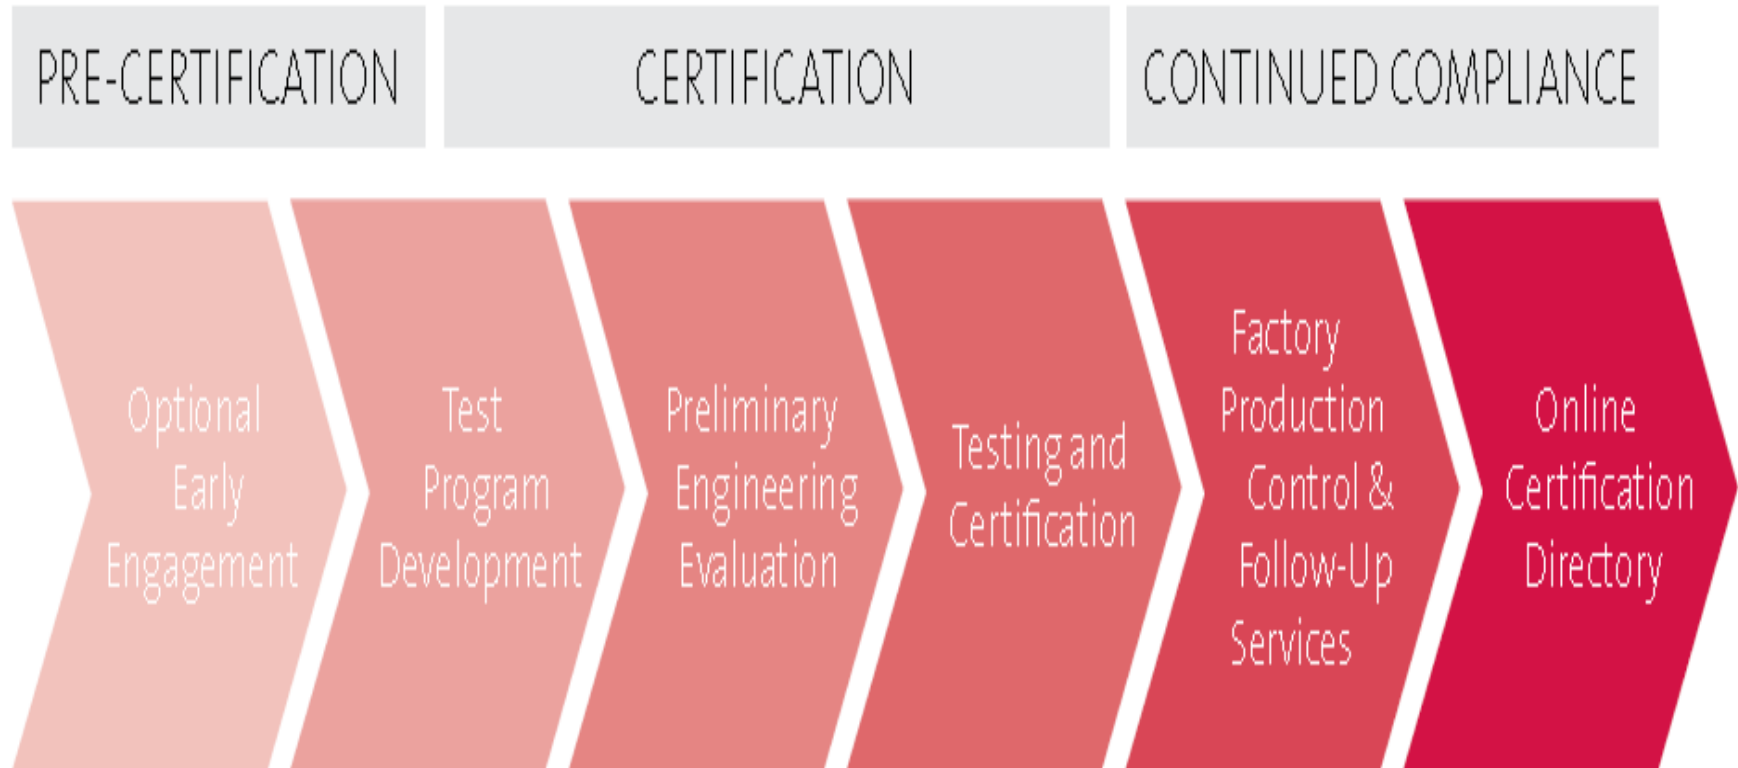 PRE-CERTIFICATION
CERTIFICATION
CONTINUED COMPLIANCE
Optional
Early
Engagement
Test
Program
Development
Preliminary
Engineering
Evaluation
Testing and
Certification
Factory
Production
Control &
Follow-Up
Services
Online
Certification
Directory